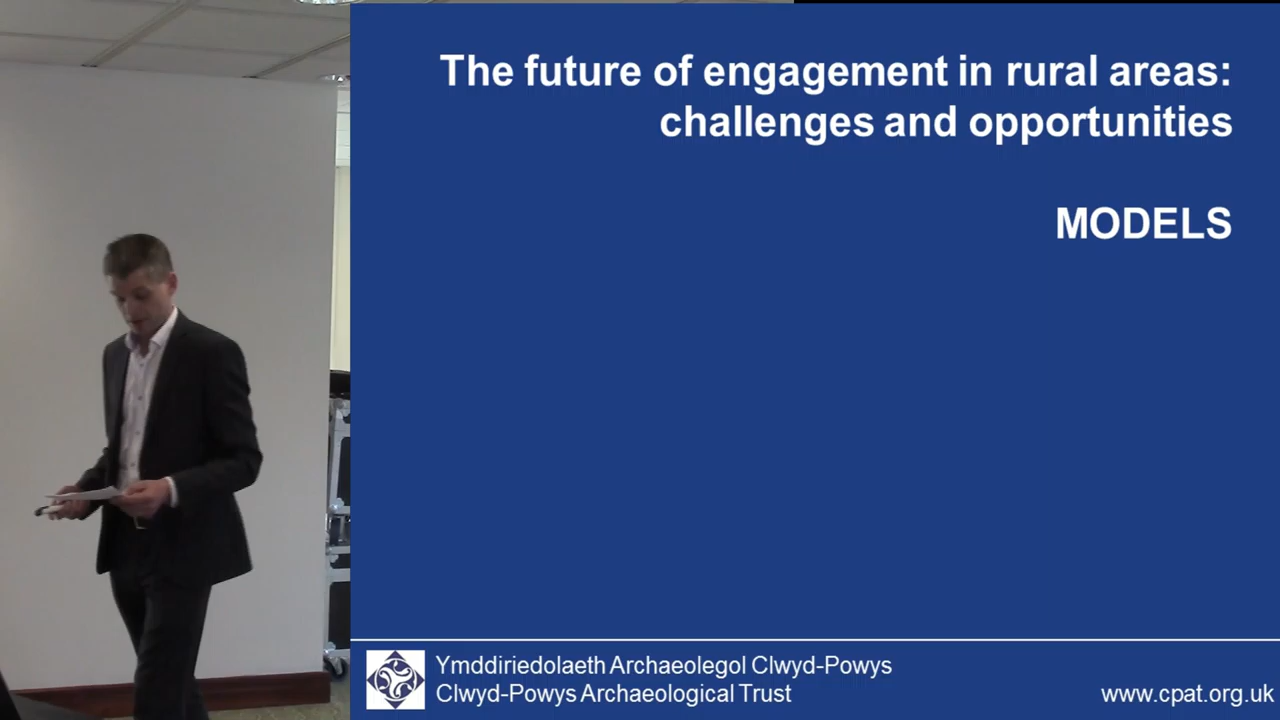 The future of engagement in rural areas:
challenges and opportunities
MODELS
Ymddiriedolaeth Archaeolegol Clwyd-Powys
Clwyd-Powys Archaeological Trust
www.cpat.org.uk